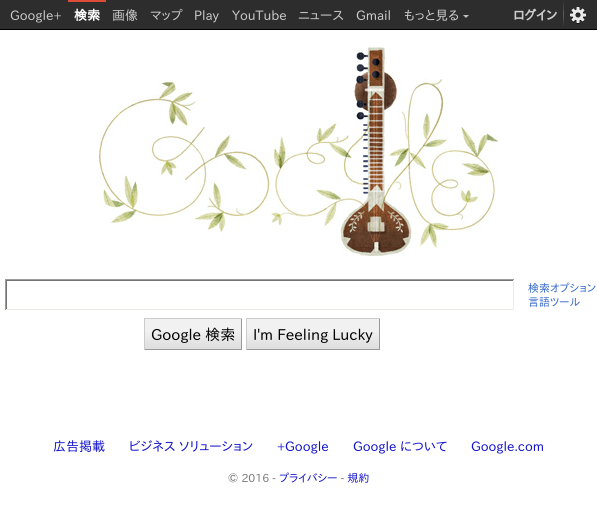 Google+ 検索 画像 マップ Play YouTube ニュース Gmail もっと見る ログイン
Google
検索オプション
言語ツール
Google 検索 I'm Feeling Lucky
広告掲載 ビジネス ソリューション +Google Google について Google.com
© 2016 - プライバシー - 規約